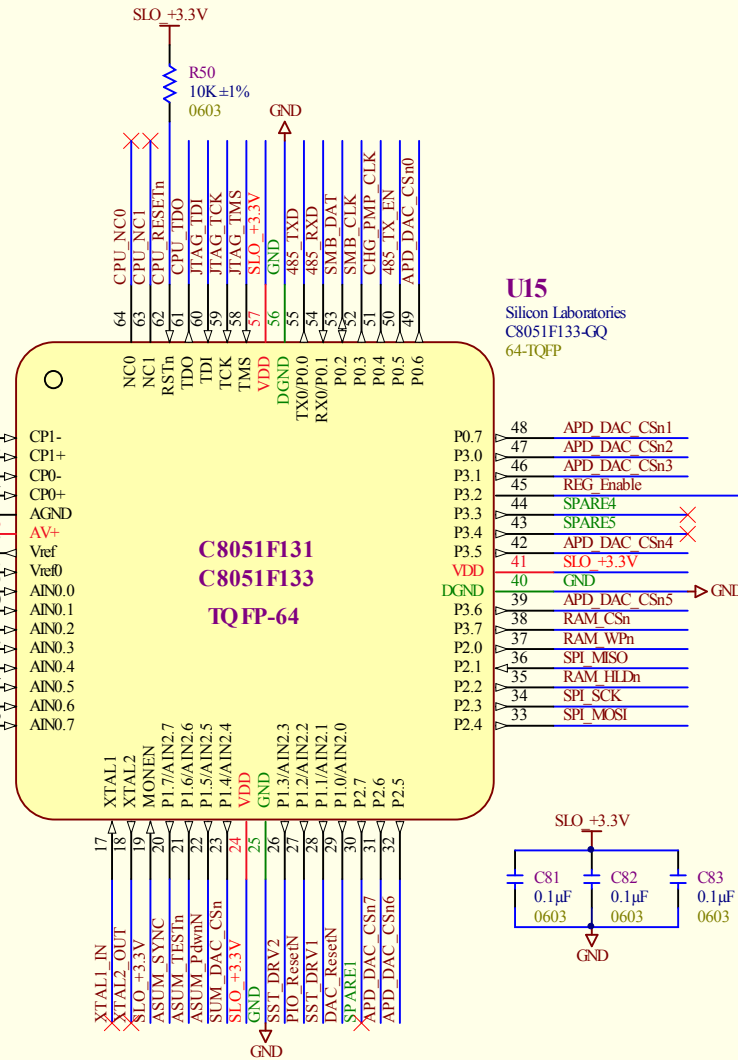 SLO_+3.3V
R50
10K ±1%
0603
GND
CPU_NC0
CPU_NC1
CPU_RESETn
CPU_TDO
JTAG_TDI
JTAG_TCK
JTAG_TMS
SLO_+3.3V
GND
485_TXD
485_RXD
SMB_DAT
SMB_CLK
CHG_PMP_CLK
485_TX_EN
APD_DAC_CSn0
64
63
62
61
60
59
58
57
56
55
54
53
52
51
50
49
NC0
NC1
RSTn
TDO
TDI
TCK
TMS
VDD
DGND
TX0/P0.0
RX0/P0.1
P0.2
P0.3
P0.4
P0.5
P0.6
U15
Silicon Laboratories
C8051F133-GQ
64-TQFP
CP1-
CP1+
CP0-
CP0+
AGND
AV+
Vref
Vref0
AIN0.0
AIN0.1
AIN0.2
AIN0.3
AIN0.4
AIN0.5
AIN0.6
AIN0.7
C8051F131
C8051F133
TQFP-64
P0.7 48 APD_DAC_CSn1
P3.0 47 APD_DAC_CSn2
P3.1 46 APD_DAC_CSn3
P3.2 45 REG_Enable
P3.3 44 SPARE4
P3.4 43 SPARE5
P3.5 42 APD_DAC_CSn4
VDD 41 SLO_+3.3V
DGND 40 GND GND
P3.6 39 APD_DAC_CSn5
P3.7 38 RAM_CSn
P2.0 37 RAM_WPn
P2.1 36 SPI_MISO
P2.2 35 RAM_HLDn
P2.3 34 SPI_SCK
P2.4 33 SPI_MOSI
XTAL1
XTAL2
MONEN
P1.7/AIN2.7
P1.6/AIN2.6
P1.5/AIN2.5
P1.4/AIN2.4
VDD
GND
P1.3/AIN2.3
P1.2/AIN2.2
P1.1/AIN2.1
P1.0/AIN2.0
P2.7
P2.6
P2.5
17
18
19
20
21
22
23
24
25
26
27
28
29
30
31
32
XTAL1_IN
XTAL2_OUT
SLO_+3.3V
ASUM_SYNC
ASUM_TESTn
ASUM_PdwnN
SUM_DAC_CSn
SLO_+3.3V
GND
SST_DRV2
PIO_ResetN
SST_DRV1
DAC_ResetN
SPARE1
APD_DAC_CSn7
APD_DAC_CSn6
GND
SLO_+3.3V
C81
0.1µF
0603
C82
0.1µF
0603
C83
0.1µF
0603
GND